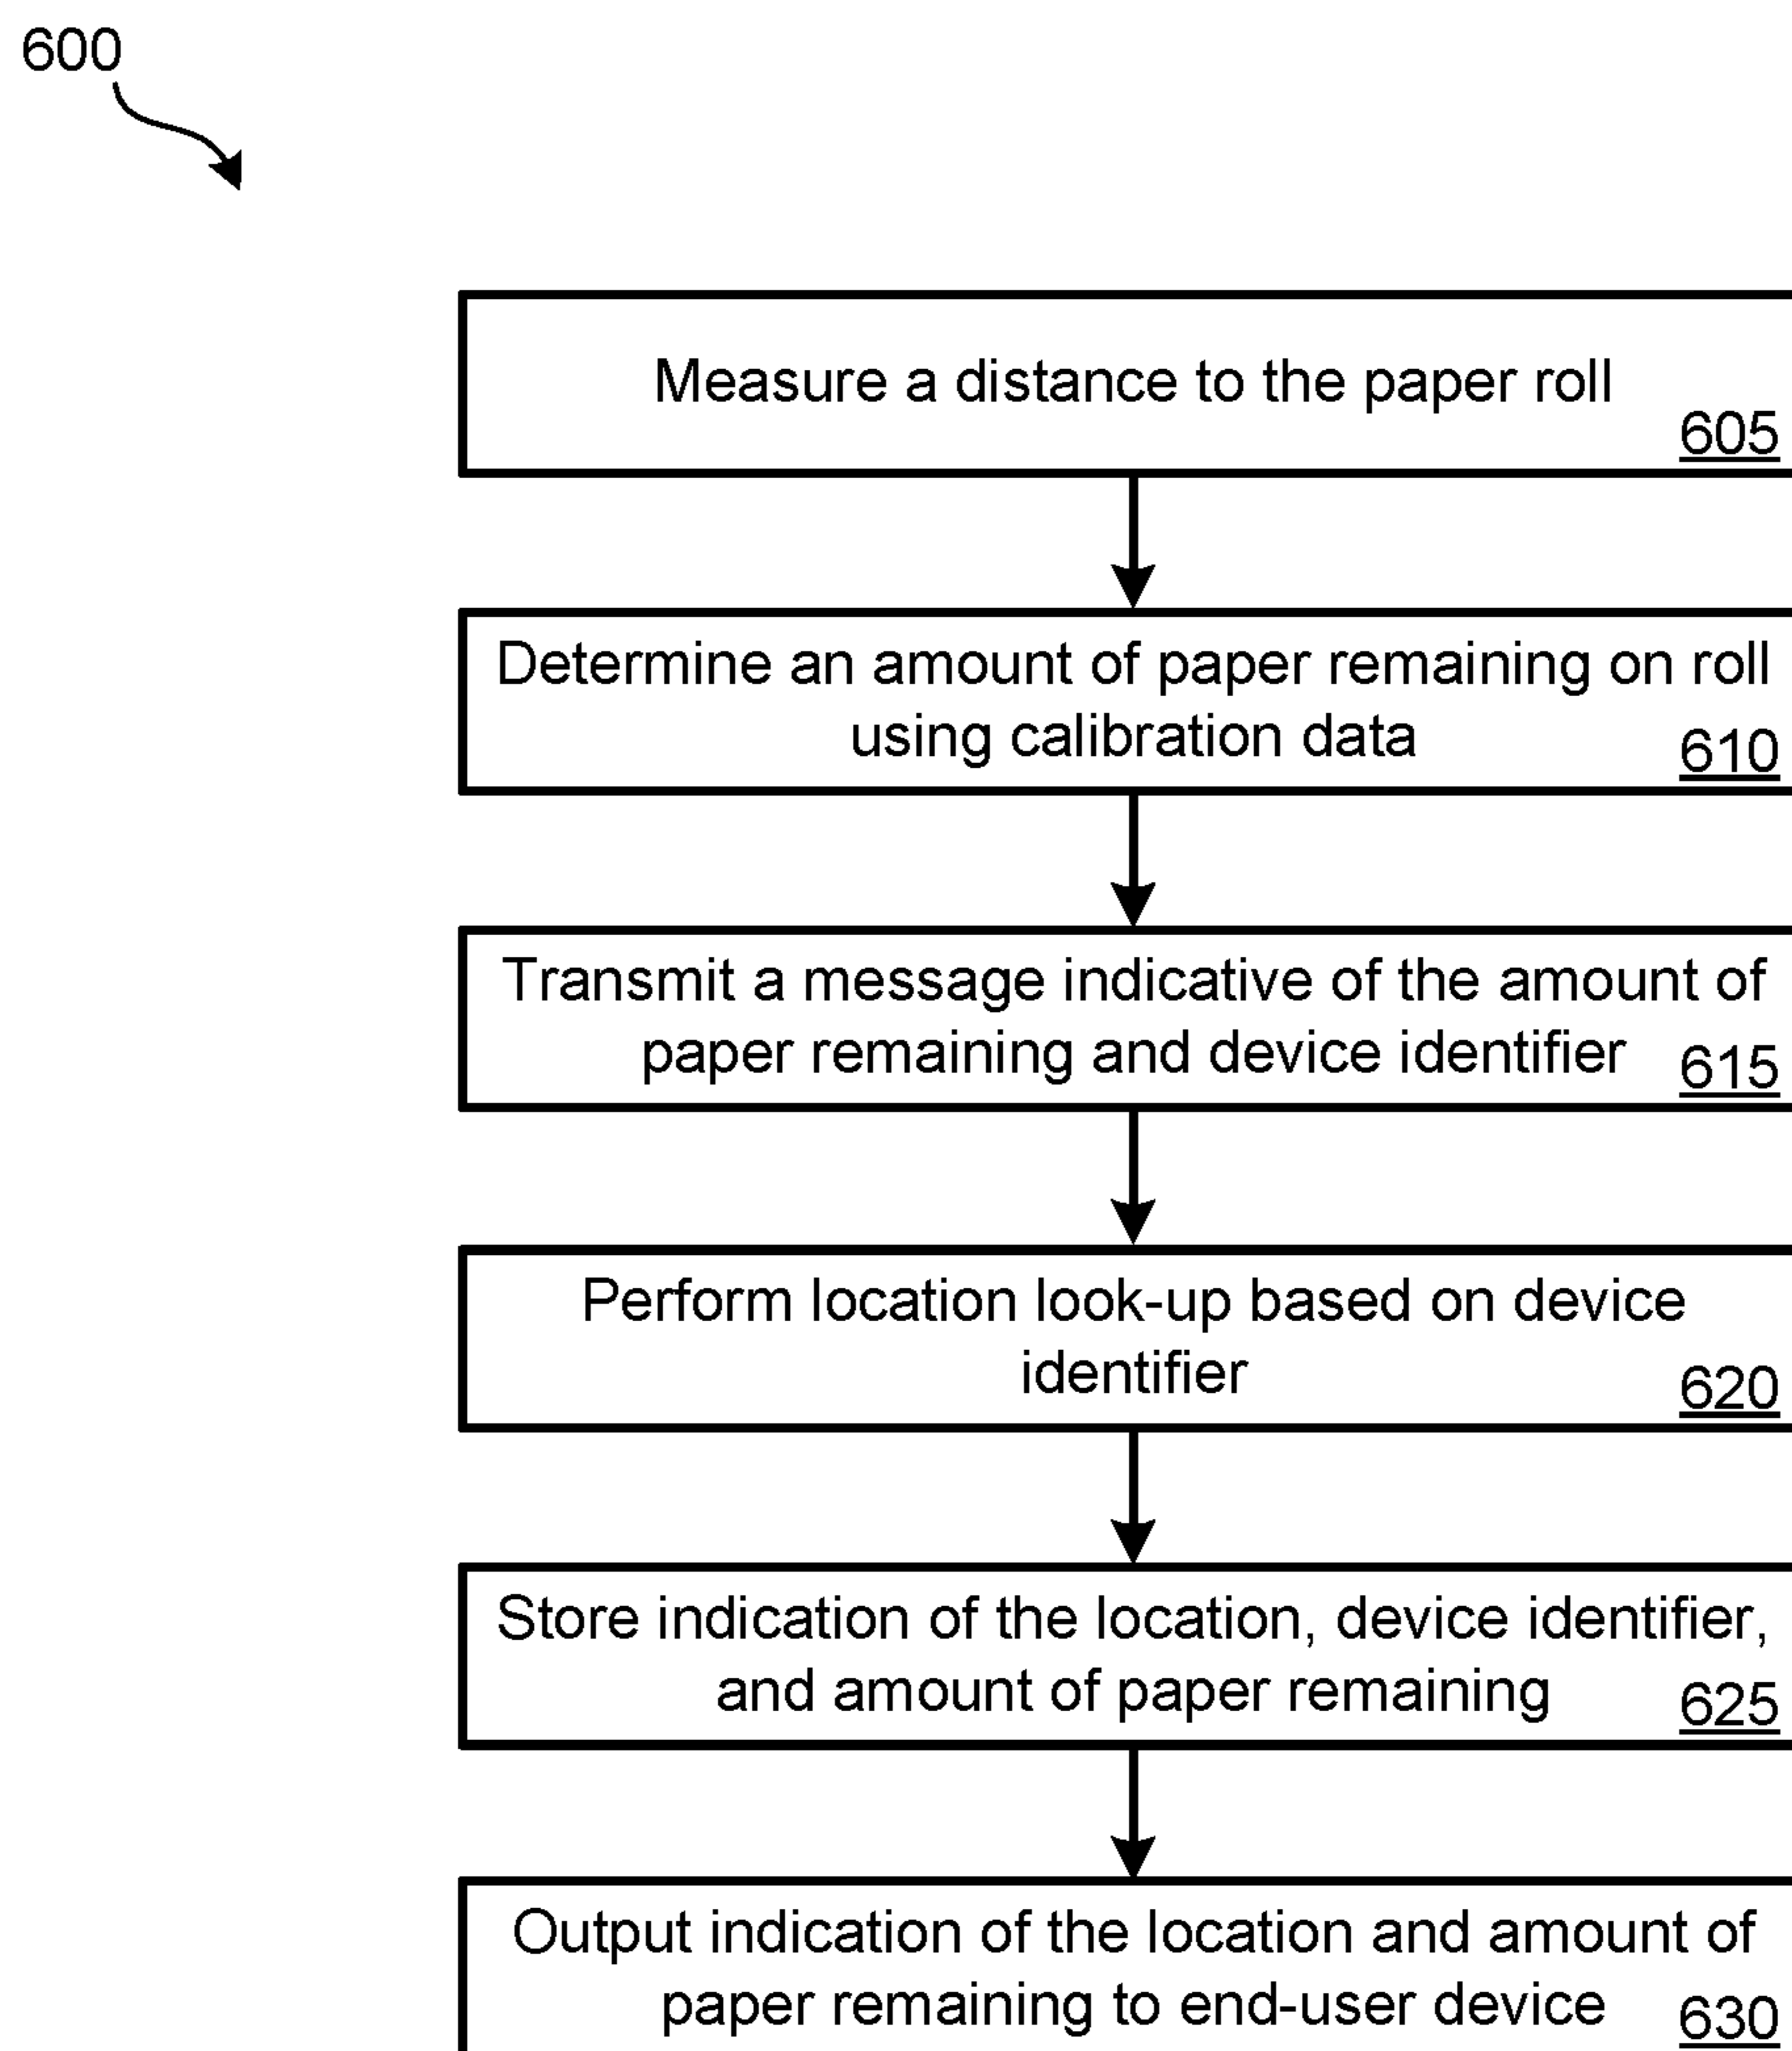 600
Measure a distance to the paper roll
605
Determine an amount of paper remaining on roll
using calibration data
610
Transmit a message indicative of the amount of
paper remaining and device identifier
615
Perform location look-up based on device
identifier
620
Store indication of the location, device identifier,
and amount of paper remaining
625
Output indication of the location and amount of
paper remaining to end-user device
630